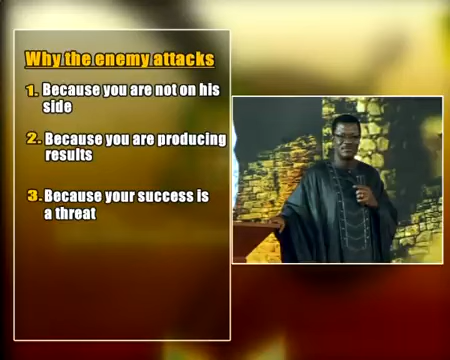 Why the enemy attacks
1. Because you are not on his
side
2. Because you are producing
results
3. Because your success is
a threat